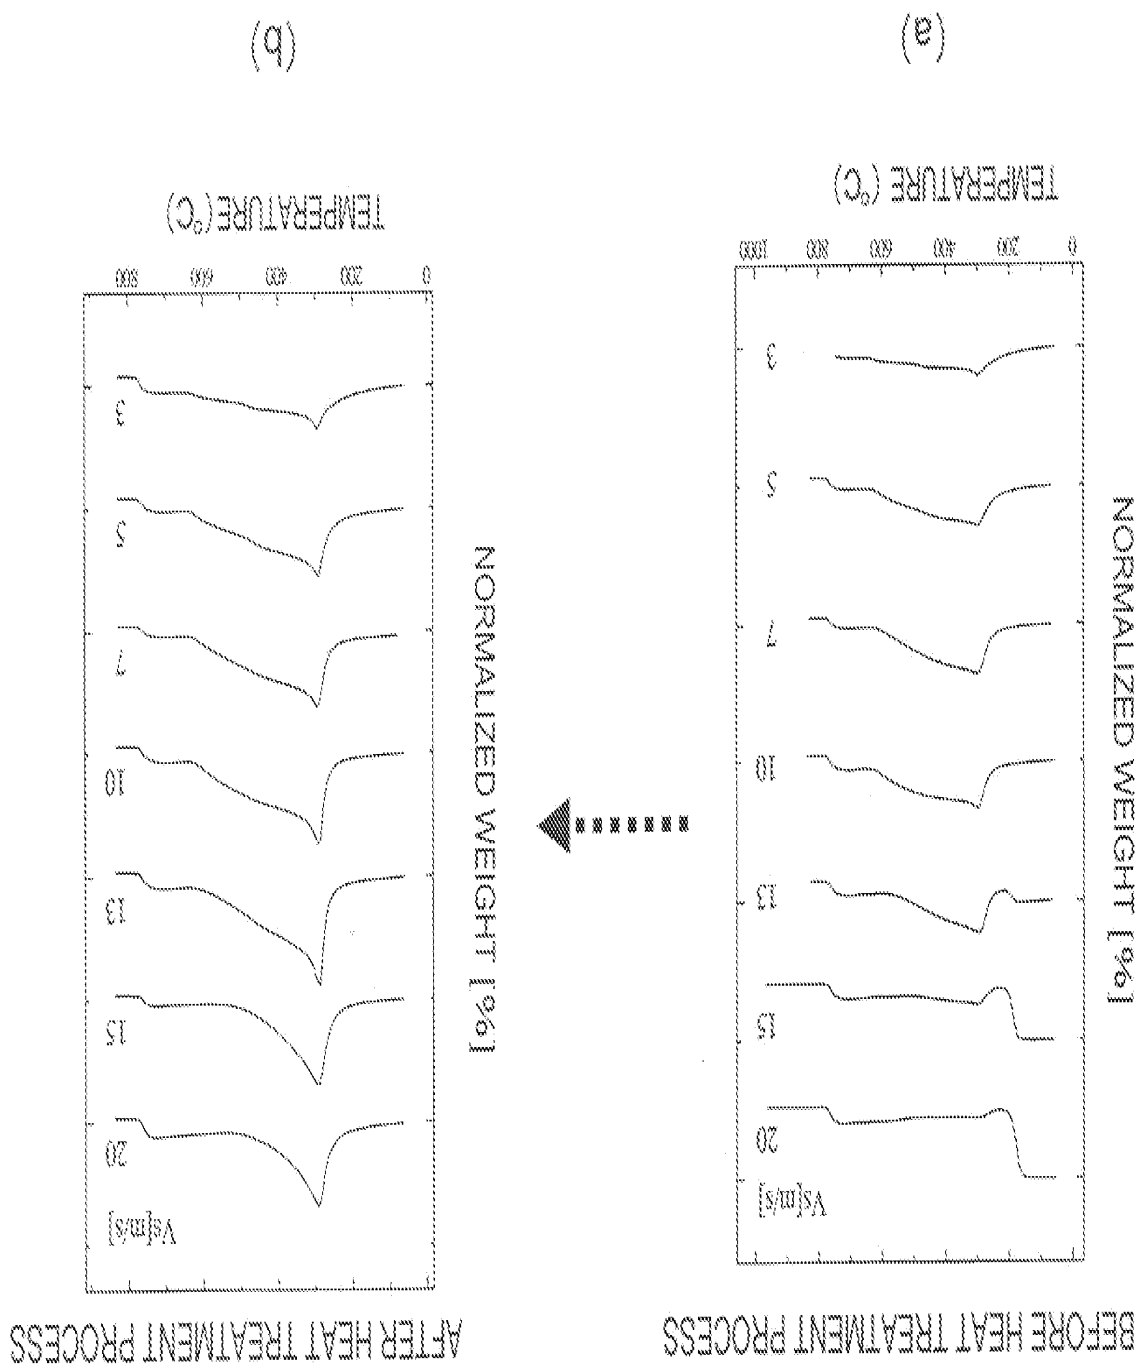 BEFORE HEAT TREATMENT PROCESS
NORMALIZED WEIGHT [%]
Vs[m/s]
20
15
13
10
7
5
3
0 200 400 600 800 1000
TEMPERATURE (°C)
(a)
AFTER HEAT TREATMENT PROCESS
NORMALIZED WEIGHT [%]
Vs[m/s]
20
15
13
10
7
5
3
0 200 400 600 800
TEMPERATURE (°C)
(b)